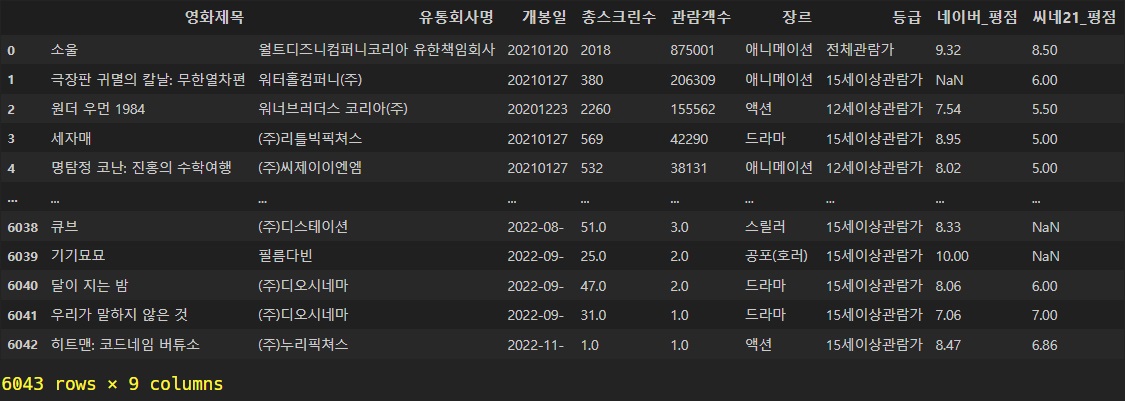 영화제목 유통회사명 개봉일 총스크린수 관람객수 장르 등급 네이버_평점 씨네21_평점
0 소울 월트디즈니컴퍼니코리아 유한책임회사 20210120 2018 875001 애니메이션 전체관람가 9.32 8.50
1 극장판 귀멸의 칼날: 무한열차편 워터홀컴퍼니(주) 20210127 380 206309 애니메이션 15세이상관람가 NaN 6.00
2 원더 우먼 1984 워너브러더스 코리아(주) 20201223 2260 155562 액션 12세이상관람가 7.54 5.50
3 세자매 (주)리틀빅픽쳐스 20210127 569 42290 드라마 15세이상관람가 8.95 5.00
4 명탐정 코난: 진홍의 수학여행 (주)씨제이이엔엠 20210127 532 38131 애니메이션 12세이상관람가 8.02 5.00
... ... ... ... ... ... ... ... ... ...
6038 큐브 (주)디스테이션 2022-08- 51.0 3.0 스릴러 15세이상관람가 8.33 NaN
6039 기기묘묘 필름다빈 2022-09- 25.0 2.0 공포(호러) 15세이상관람가 10.00 NaN
6040 달이 지는 밤 (주)디오시네마 2022-09- 47.0 2.0 드라마 15세이상관람가 8.06 6.00
6041 우리가 말하지 않은 것 (주)디오시네마 2022-09- 31.0 1.0 드라마 15세이상관람가 7.06 7.00
6042 히트맨: 코드네임 버튜소 (주)누리픽쳐스 2022-11- 1.0 1.0 액션 15세이상관람가 8.47 6.86
6043 rows × 9 columns